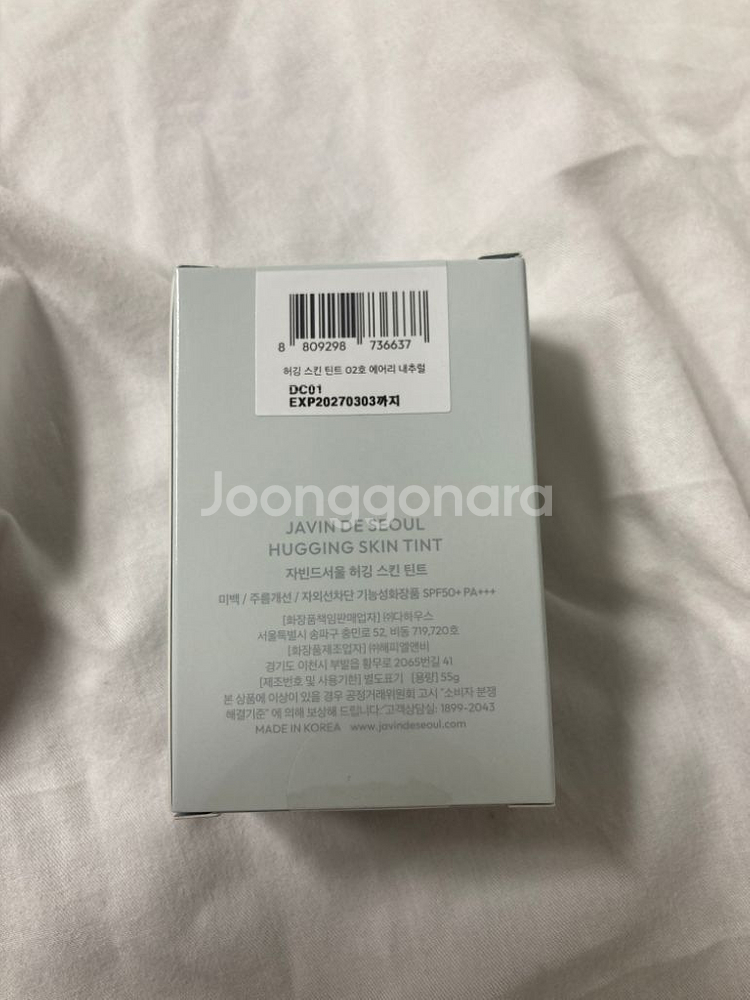 8 809298 736637
허깅 스킨 틴트 02호 에어리 내추럴
DC01
EXP20270303까지
Joonggonara
JAVIN DE SEOUL
HUGGING SKIN TINT
자빈드서울 허깅 스킨 틴트
미백 / 주름개선 / 자외선차단 기능성화장품 SPF50+ PA+++
[화장품책임판매업자] ㈜다하우스
서울특별시 송파구 충민로 52, 비동 719,720호
[화장품제조업자] ㈜해피엘앤비
경기도 이천시 부발읍 황무로 2065번길 41
[제조번호 및 사용기한] 별도표기 [용량] 55g
본 상품에 이상이 있을 경우 공정거래위원회 고시 "소비자 분쟁
해결기준" 에 의해 보상해 드립니다."고객상담실: 1899-2043
MADE IN KOREA www.javindeseoul.com